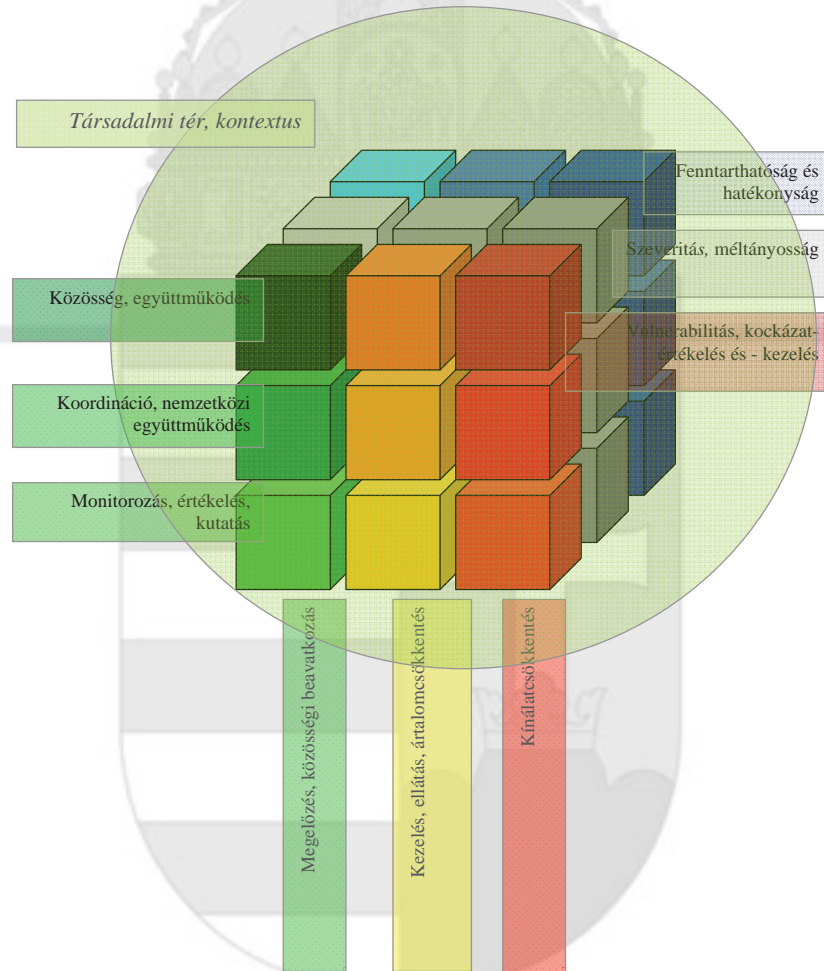 Társadalmi tér, kontextus
Fenntarthatóság és
hatékonyság
Szeveritás, méltányosság
Közösség, együttműködés
Vulnerabilitás, kockázat-
értékelés és - kezelés
Koordináció, nemzetközi
együttműködés
Monitorozás, értékelés,
kutatás
Megelőzés, közösségi beavatkozás
Kezelés, ellátás, ártalomcsökkentés
Kínálatcsökkentés